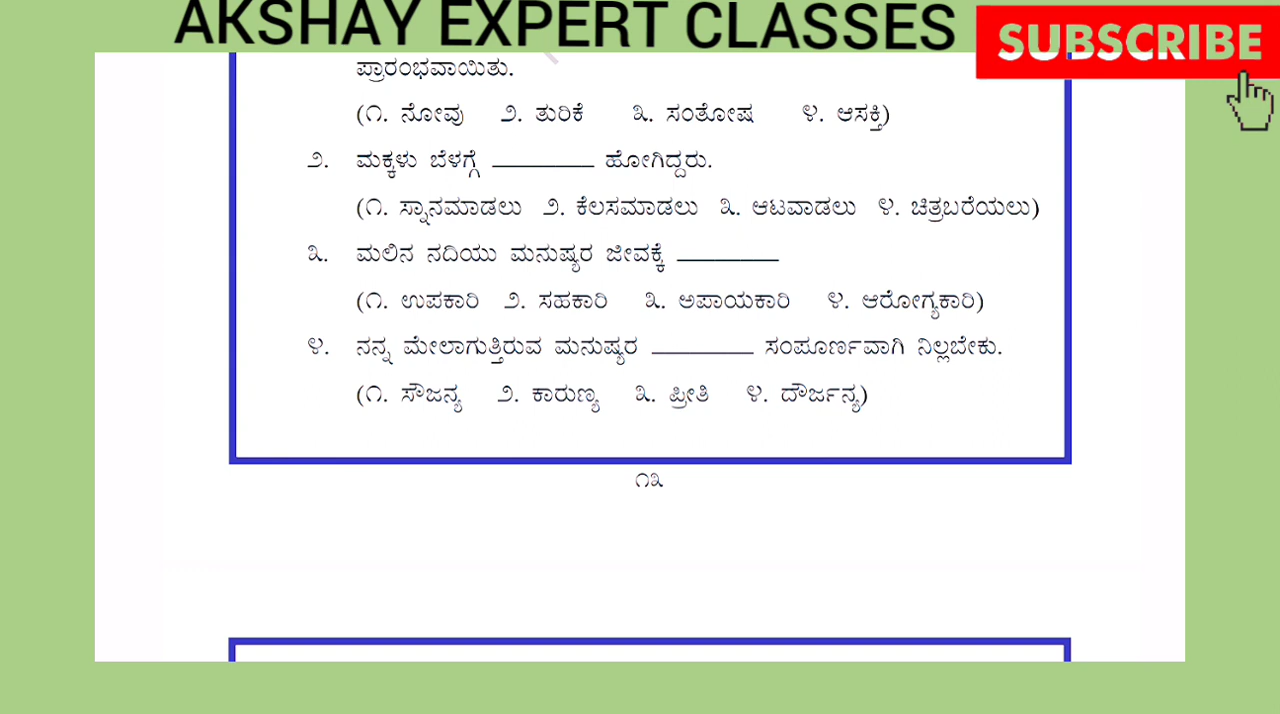 AKSHAY EXPERT CLASSES
SUBSCRIBE
ಪ್ರಾರಂಭವಾಯಿತು.
(೧. ನೋವು ೨. ತುರಿಕೆ ೩. ಸಂತೋಷ ೪. ಆಸಕ್ತಿ)
೨. ಮಕ್ಕಳು ಬೆಳಗ್ಗೆ ________ ಹೋಗಿದ್ದರು.
(೧. ಸ್ನಾನಮಾಡಲು ೨. ಕೆಲಸಮಾಡಲು ೩. ಆಟವಾಡಲು ೪. ಚಿತ್ರಬರೆಯಲು)
೩. ಮಲಿನ ನದಿಯು ಮನುಷ್ಯರ ಜೀವಕ್ಕೆ ________
(೧. ಉಪಕಾರಿ ೨. ಸಹಕಾರಿ ೩. ಅಪಾಯಕಾರಿ ೪. ಆರೋಗ್ಯಕಾರಿ)
೪. ನನ್ನ ಮೇಲಾಗುತ್ತಿರುವ ಮನುಷ್ಯರ ________ ಸಂಪೂರ್ಣವಾಗಿ ನಿಲ್ಲಬೇಕು.
(೧. ಸೌಜನ್ಯ ೨. ಕಾರುಣ್ಯ ೩. ಪ್ರೀತಿ ೪. ದೌರ್ಜನ್ಯ)
೧೩